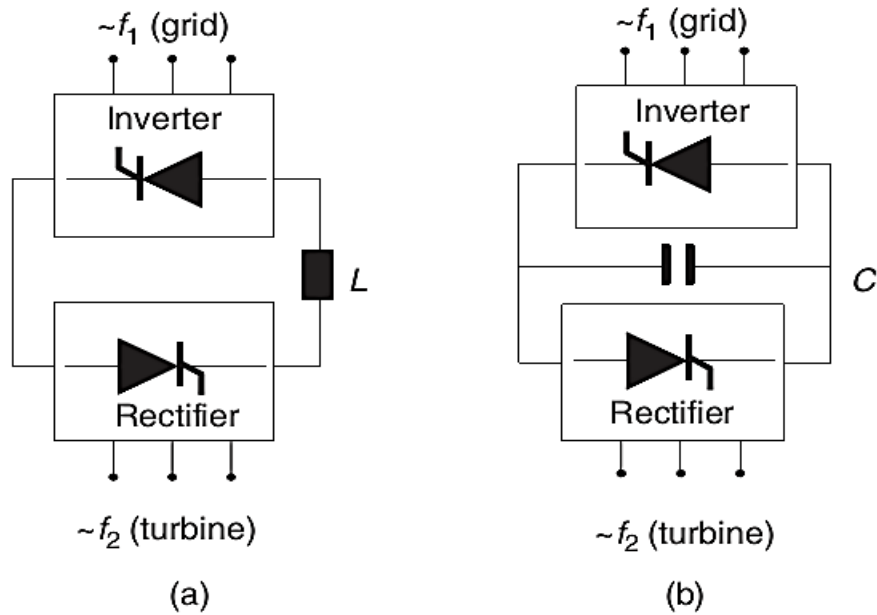 ~f₁ (grid)
Inverter
L
Rectifier
~f₂ (turbine)
(a)
~f₁ (grid)
Inverter
C
Rectifier
~f₂ (turbine)
(b)